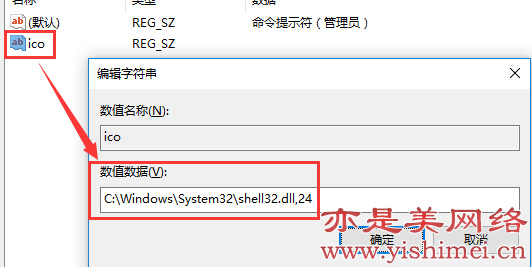 名称 类型 数据
(默认) REG_SZ 命令提示符（管理员）
ico REG_SZ
编辑字符串
数值名称(N):
ico
数值数据(V):
C:\Windows\System32\shell32.dll,24
确定 取消
亦是美网络
www.yishimei.cn